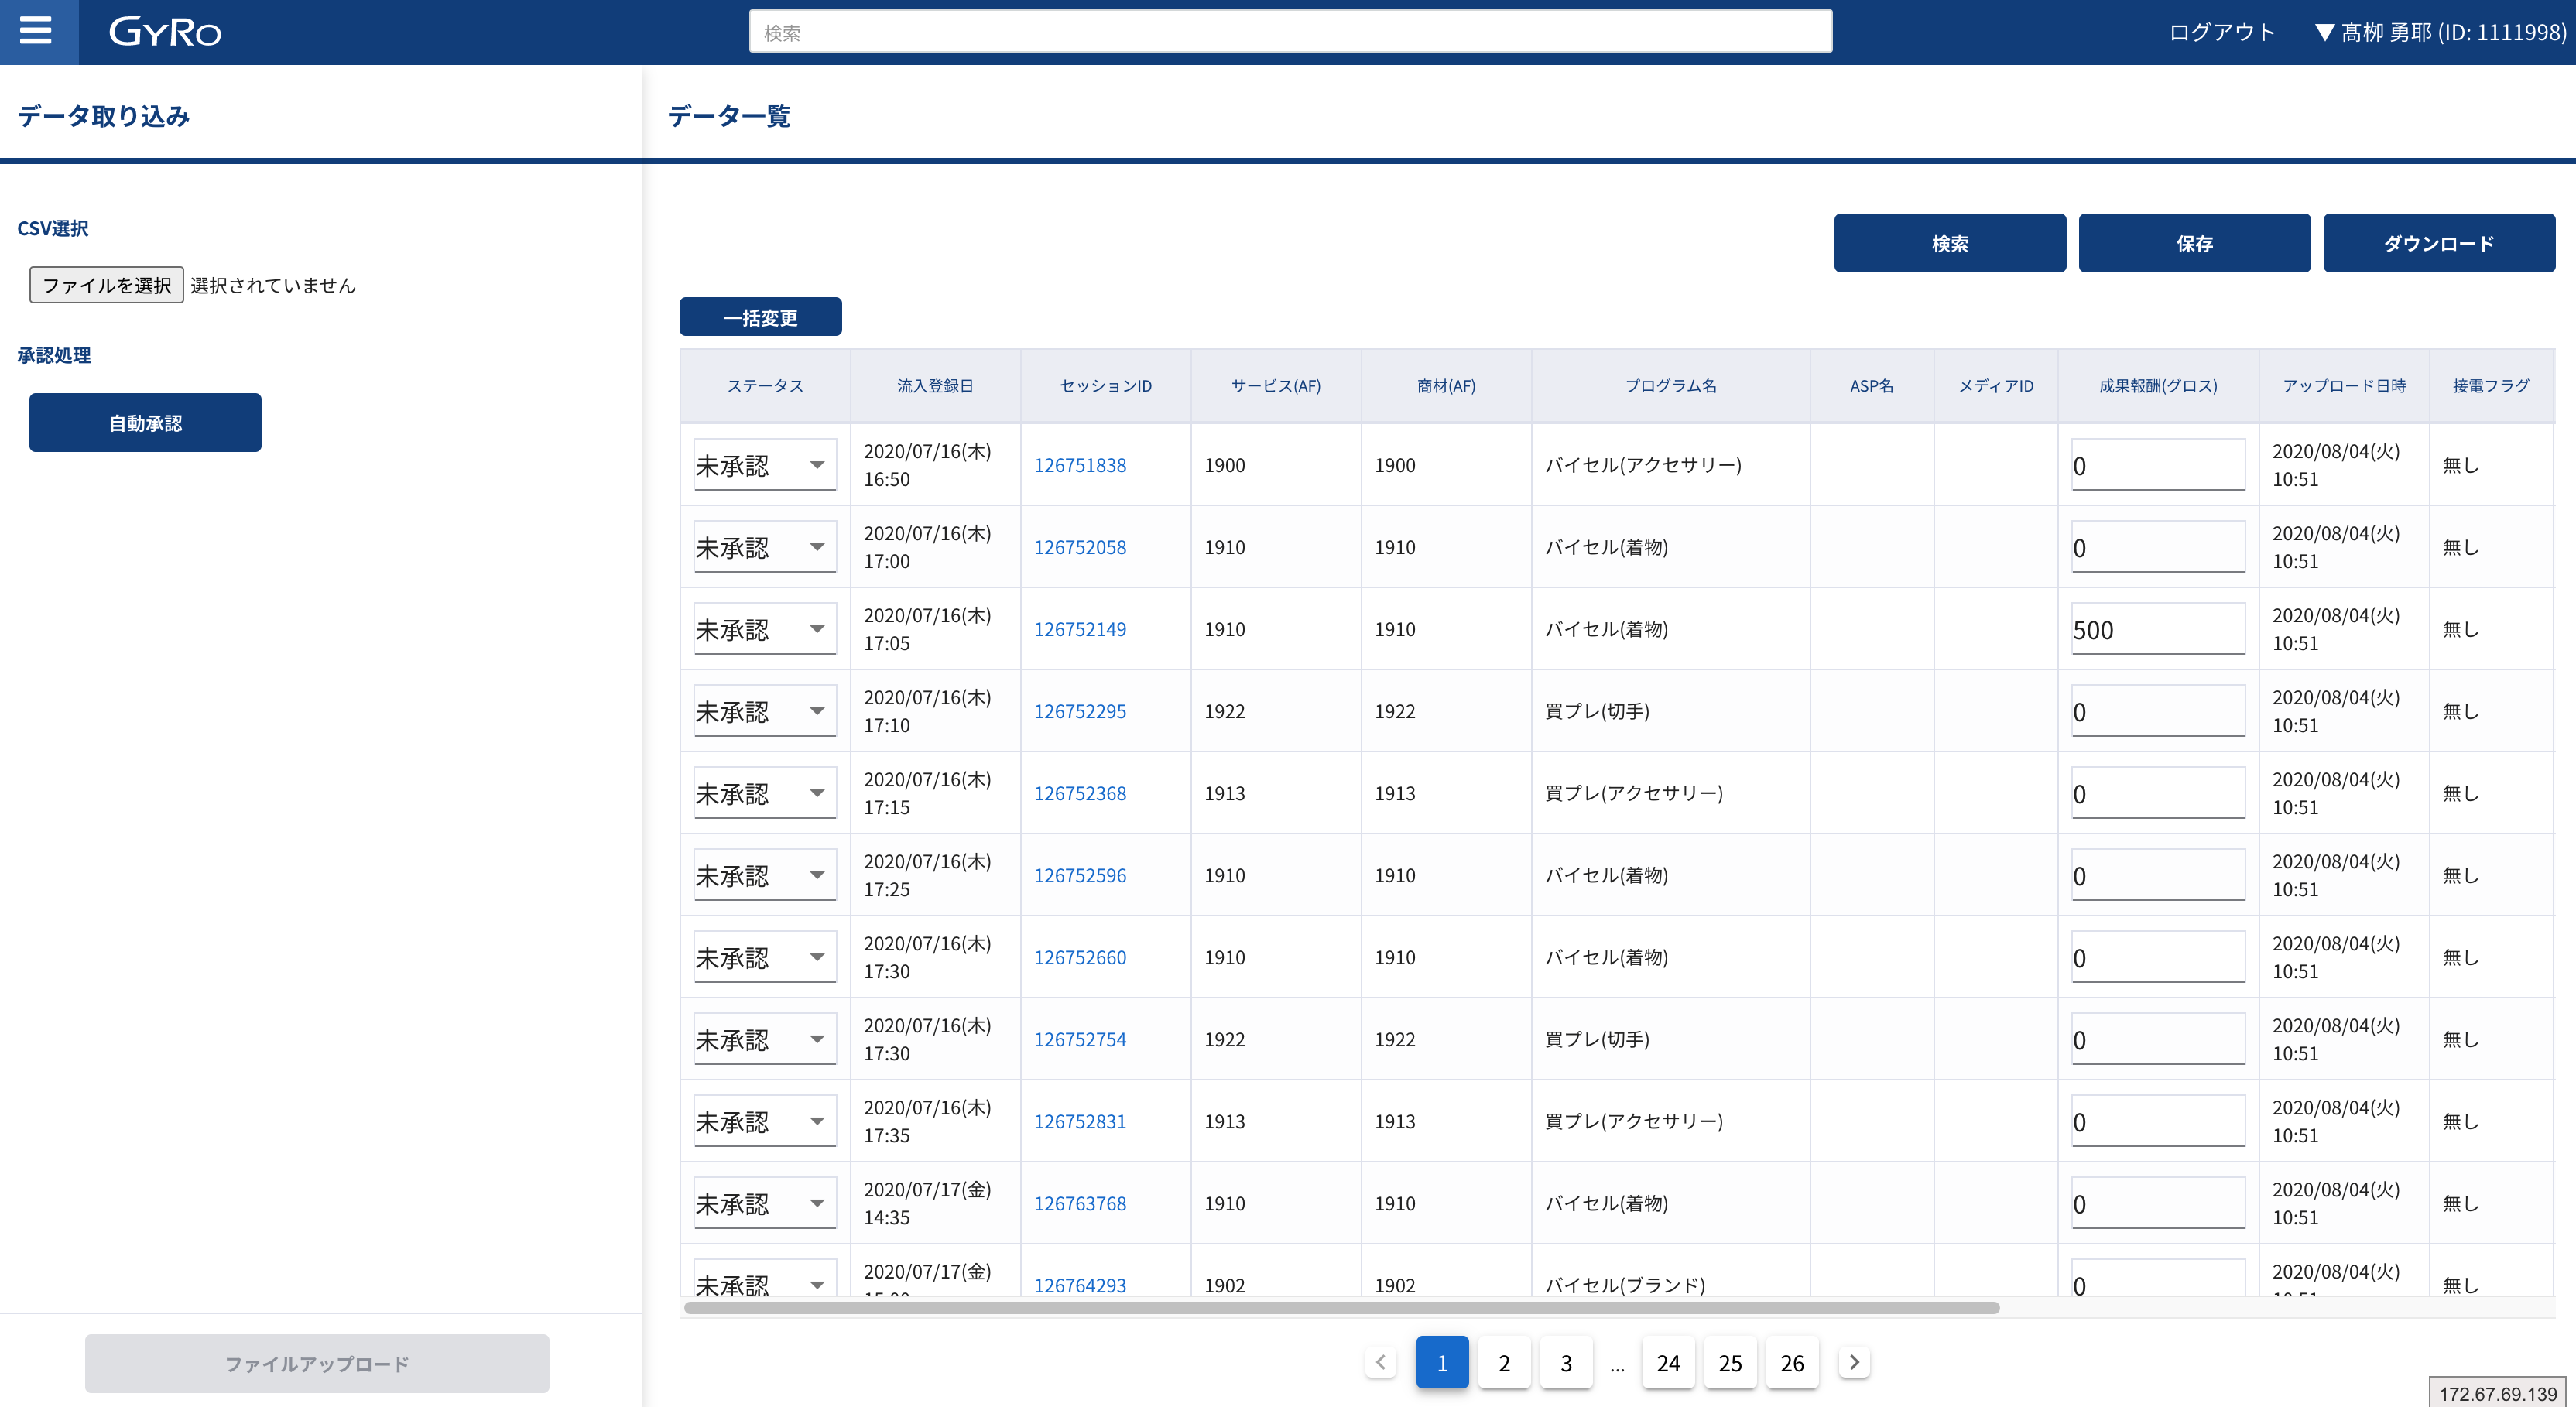 GYRO
検索
ログアウト
▼ 髙栁 勇耶 (ID: 1111998)
データ取り込み
CSV選択
ファイルを選択 選択されていません
承認処理
自動承認
ファイルアップロード
データ一覧
検索
保存
ダウンロード
一括変更
ステータス 流入登録日 セッションID サービス(AF) 商材(AF) プログラム名 ASP名 メディアID 成果報酬(グロス) アップロード日時 接電フラグ
未承認 2020/07/16(木) 16:50 126751838 1900 1900 バイセル(アクセサリー) 0 2020/08/04(火) 10:51 無し
未承認 2020/07/16(木) 17:00 126752058 1910 1910 バイセル(着物) 0 2020/08/04(火) 10:51 無し
未承認 2020/07/16(木) 17:05 126752149 1910 1910 バイセル(着物) 500 2020/08/04(火) 10:51 無し
未承認 2020/07/16(木) 17:10 126752295 1922 1922 買プレ(切手) 0 2020/08/04(火) 10:51 無し
未承認 2020/07/16(木) 17:15 126752368 1913 1913 買プレ(アクセサリー) 0 2020/08/04(火) 10:51 無し
未承認 2020/07/16(木) 17:25 126752596 1910 1910 バイセル(着物) 0 2020/08/04(火) 10:51 無し
未承認 2020/07/16(木) 17:30 126752660 1910 1910 バイセル(着物) 0 2020/08/04(火) 10:51 無し
未承認 2020/07/16(木) 17:30 126752754 1922 1922 買プレ(切手) 0 2020/08/04(火) 10:51 無し
未承認 2020/07/16(木) 17:35 126752831 1913 1913 買プレ(アクセサリー) 0 2020/08/04(火) 10:51 無し
未承認 2020/07/17(金) 14:35 126763768 1910 1910 バイセル(着物) 0 2020/08/04(火) 10:51 無し
未承認 2020/07/17(金) 126764293 1902 1902 バイセル(ブランド) 0 2020/08/04(火) 無し
1 2 3 ... 24 25 26
172.67.69.139